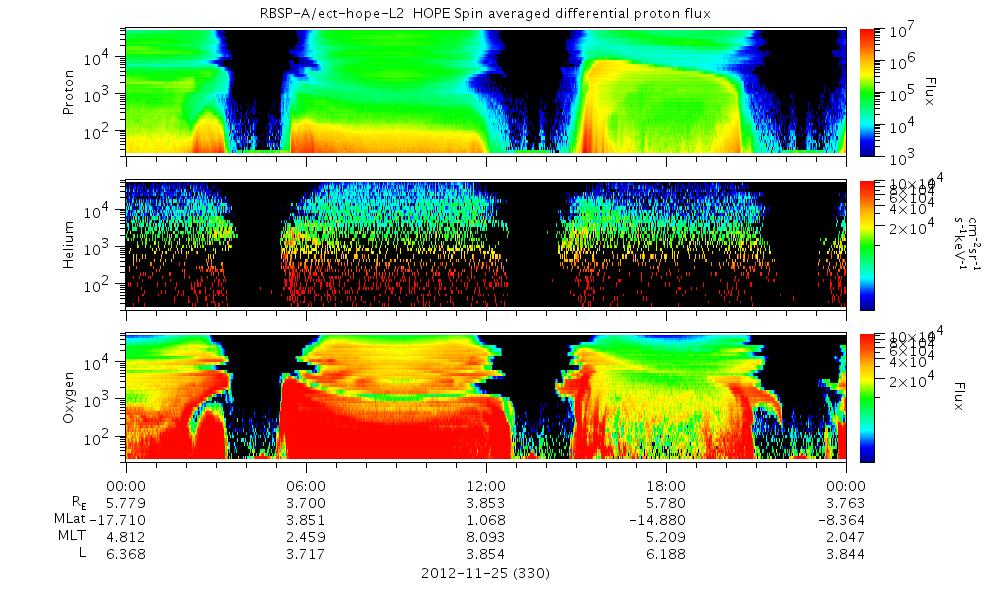 RBSP-A/ect-hope-L2 HOPE Spin averaged differential proton flux
Proton
10⁴
10³
10²
10⁷
10⁶
10⁵
10⁴
10³
Flux
Helium
10⁴
10³
10²
10×10⁴
8×10⁴
6×10⁴
4×10⁴
2×10⁴
cm⁻²sr⁻¹
s⁻¹keV⁻¹
Oxygen
10⁴
10³
10²
10×10⁴
8×10⁴
6×10⁴
4×10⁴
2×10⁴
Flux
00:00 06:00 12:00 18:00 00:00
R_E 5.779 3.700 3.853 5.780 3.763
MLat -17.710 3.851 1.068 -14.880 -8.364
MLT 4.812 2.459 8.093 5.209 2.047
L 6.368 3.717 3.854 6.188 3.844
2012-11-25 (330)